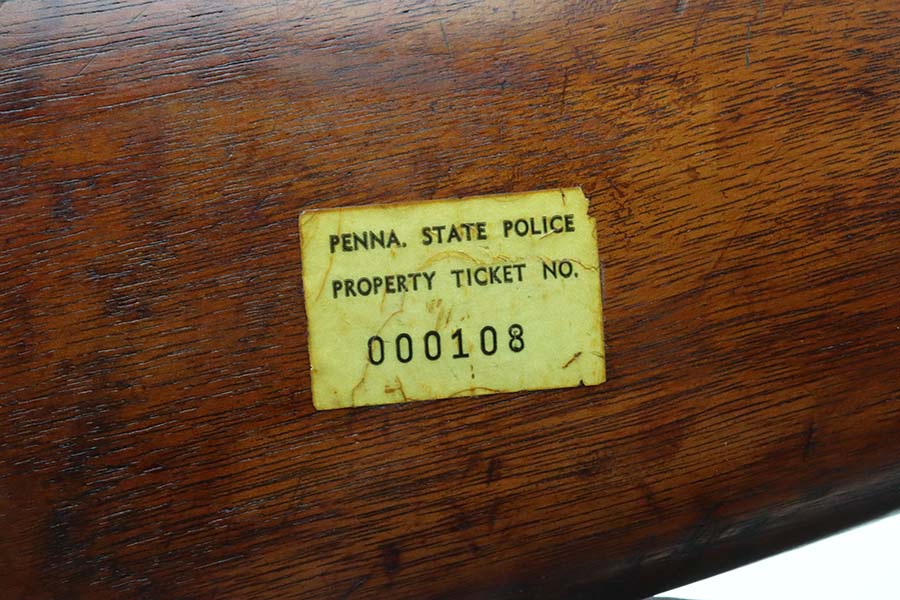 PENNA. STATE POLICE
PROPERTY TICKET NO.
000108